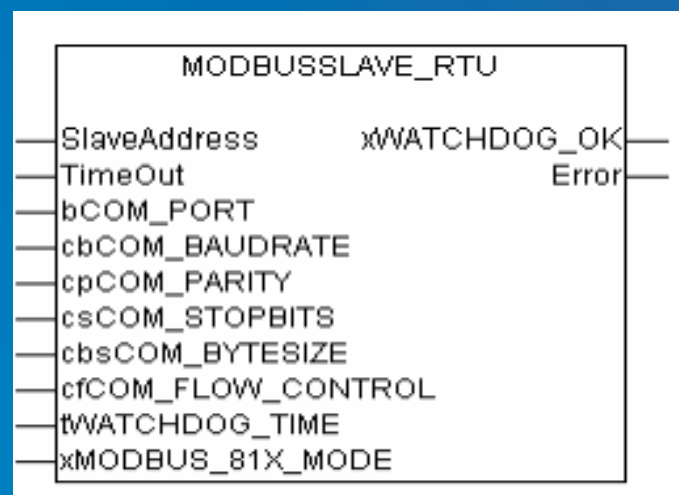 MODBUSSLAVE_RTU
SlaveAddress xWATCHDOG_OK
TimeOut Error
bCOM_PORT
cbCOM_BAUDRATE
cpCOM_PARITY
csCOM_STOPBITS
cbsCOM_BYTESIZE
cfCOM_FLOW_CONTROL
tWATCHDOG_TIME
xMODBUS_81X_MODE